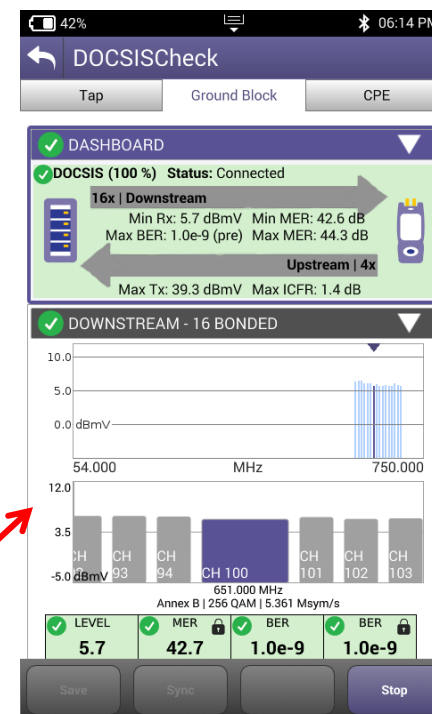 42%
06:14 PM
DOCSISCheck
Tap Ground Block CPE
DASHBOARD
DOCSIS (100 %) Status: Connected
16x | Downstream
Min Rx: 5.7 dBmV Min MER: 42.6 dB
Max BER: 1.0e-9 (pre) Max MER: 44.3 dB
Upstream | 4x
Max Tx: 39.3 dBmV Max ICFR: 1.4 dB
DOWNSTREAM - 16 BONDED
10.0
5.0
0.0 dBmV
54.000 MHz 750.000
12.0
3.5
CH CH CH CH CH CH
93 94 CH 100 101 102 103
-5.0 dBmV
651.000 MHz
Annex B | 256 QAM | 5.361 Msym/s
LEVEL MER BER BER
5.7 42.7 1.0e-9 1.0e-9
Save Sync Stop